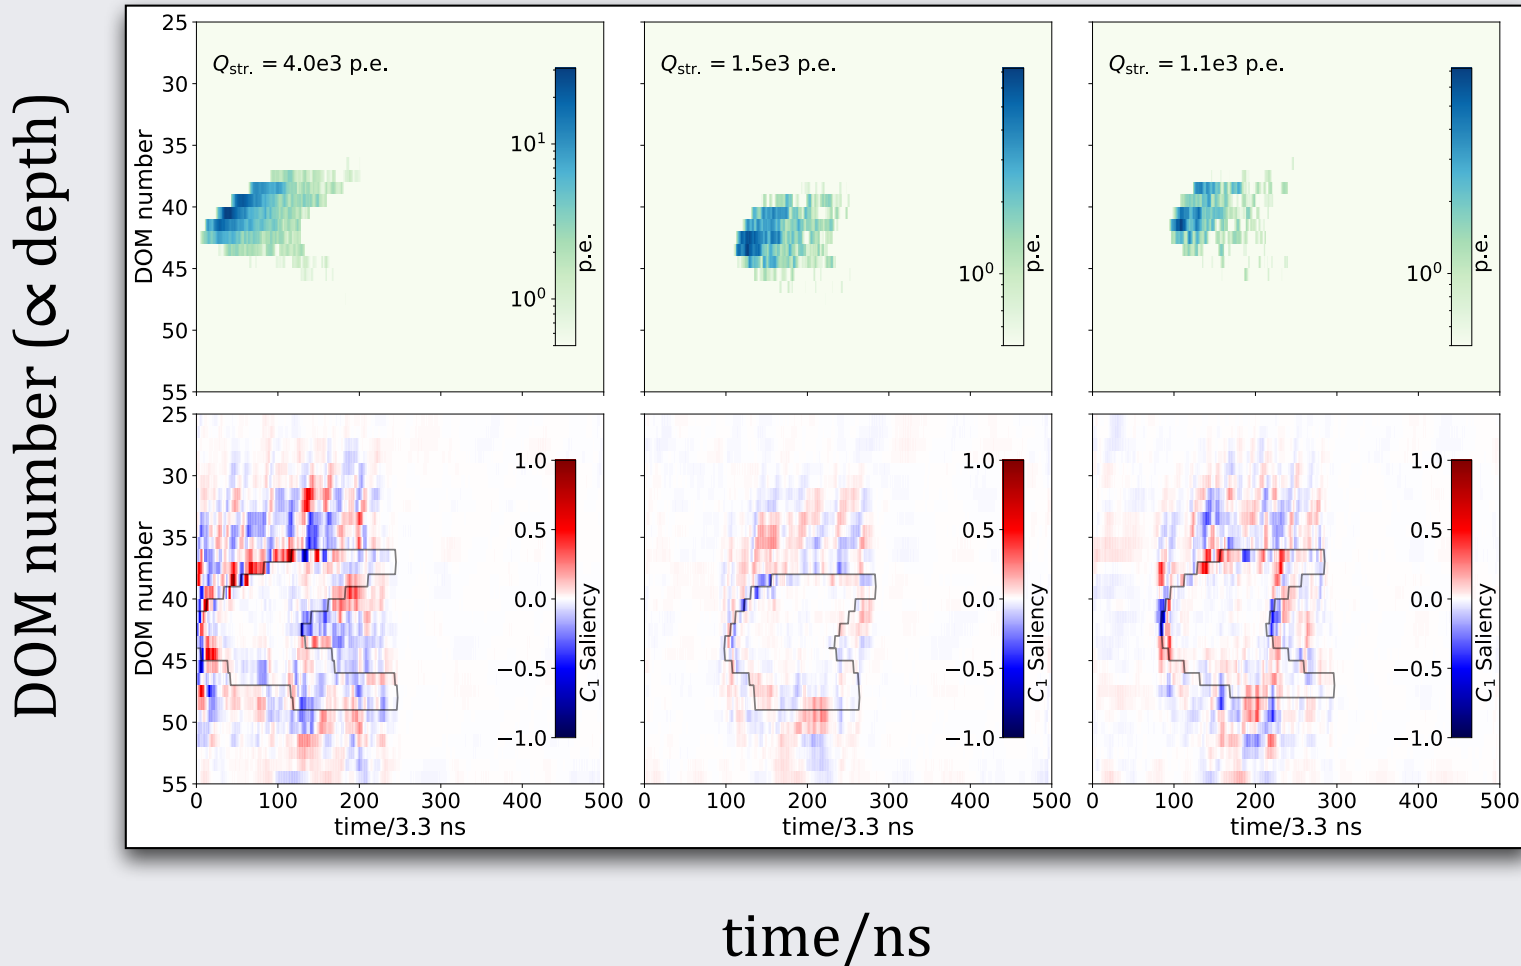 DOM number (∝ depth)
25
30
35
40
45
50
55
DOM number
Qstr. = 4.0e3 p.e.
10¹
10⁰
p.e.
Qstr. = 1.5e3 p.e.
10⁰
p.e.
Qstr. = 1.1e3 p.e.
10⁰
p.e.
25
30
35
40
45
50
55
DOM number
1.0
0.5
0.0
−0.5
−1.0
C₁ Saliency
1.0
0.5
0.0
−0.5
−1.0
C₁ Saliency
1.0
0.5
0.0
−0.5
−1.0
C₁ Saliency
0 100 200 300 400 500
time/3.3 ns
0 100 200 300 400 500
time/3.3 ns
0 100 200 300 400 500
time/3.3 ns
time/ns